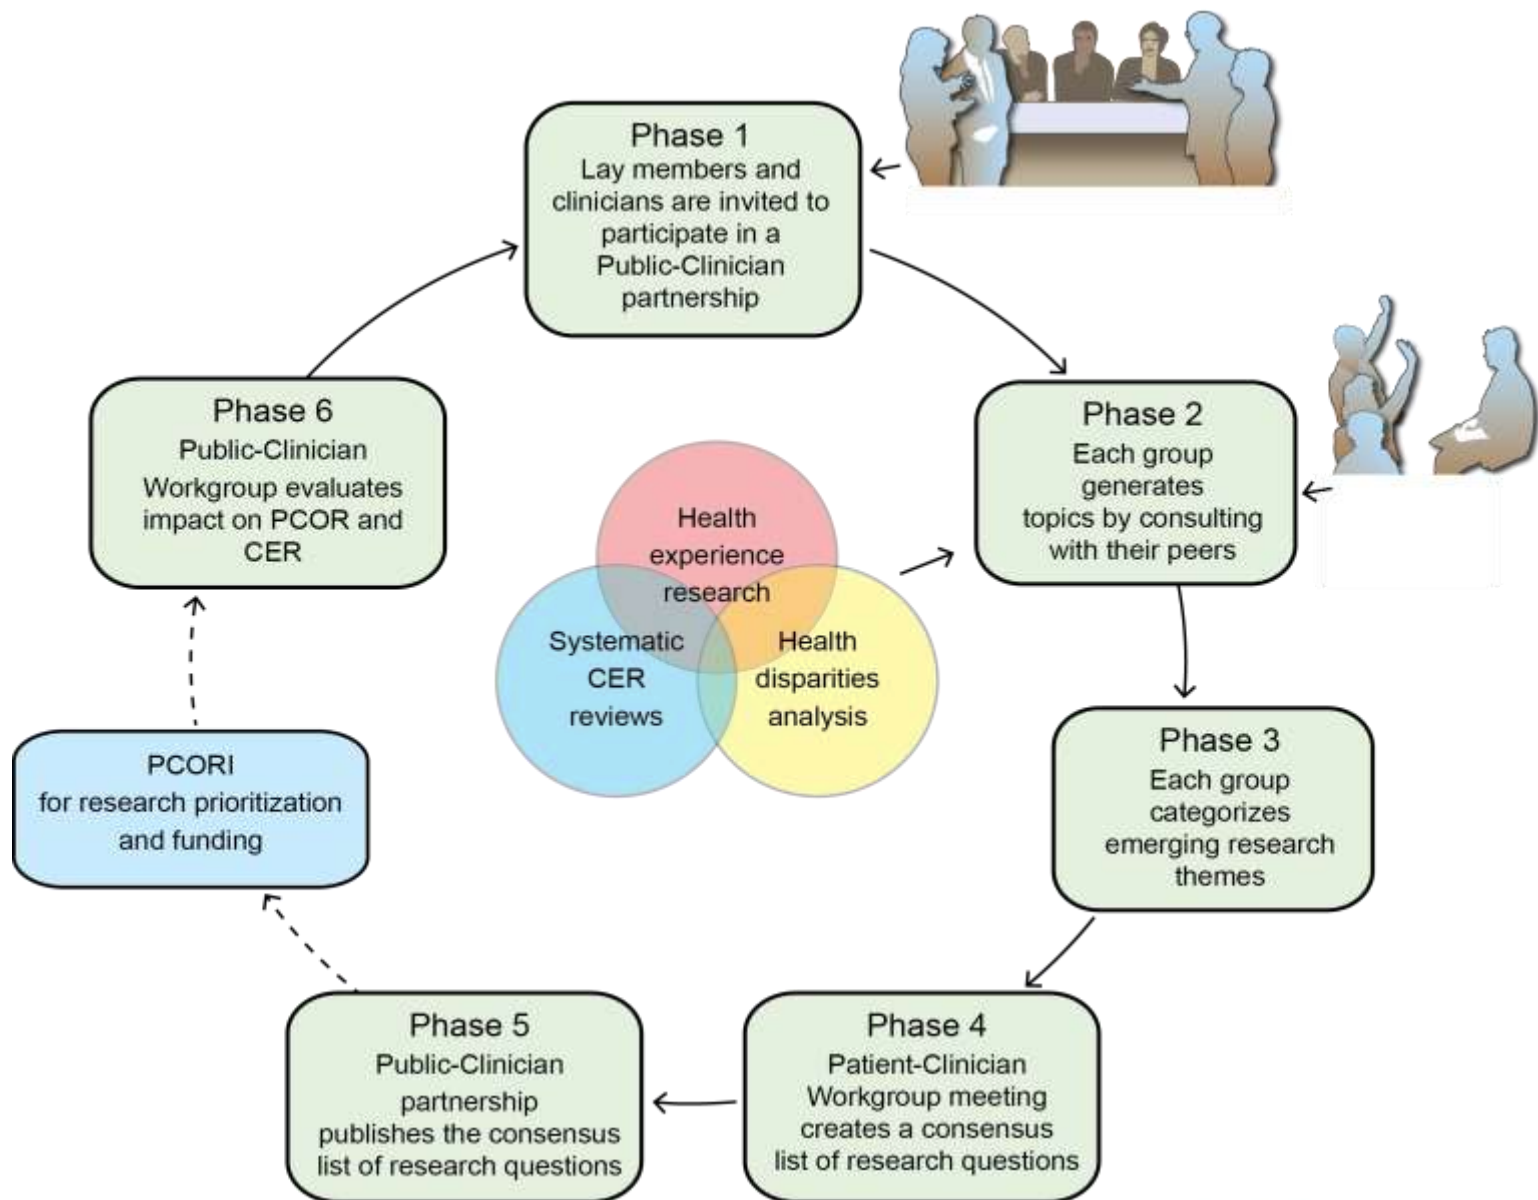 Phase 1
Lay members and
clinicians are invited to
participate in a
Public-Clinician
partnership
Phase 2
Each group
generates
topics by consulting
with their peers
Phase 3
Each group
categorizes
emerging research
themes
Phase 4
Patient-Clinician
Workgroup meeting
creates a consensus
list of research questions
Phase 5
Public-Clinician
partnership
publishes the consensus
list of research questions
PCORI
for research prioritization
and funding
Phase 6
Public-Clinician
Workgroup evaluates
impact on PCOR and
CER
Health
experience
research
Systematic
CER
reviews
Health
disparities
analysis